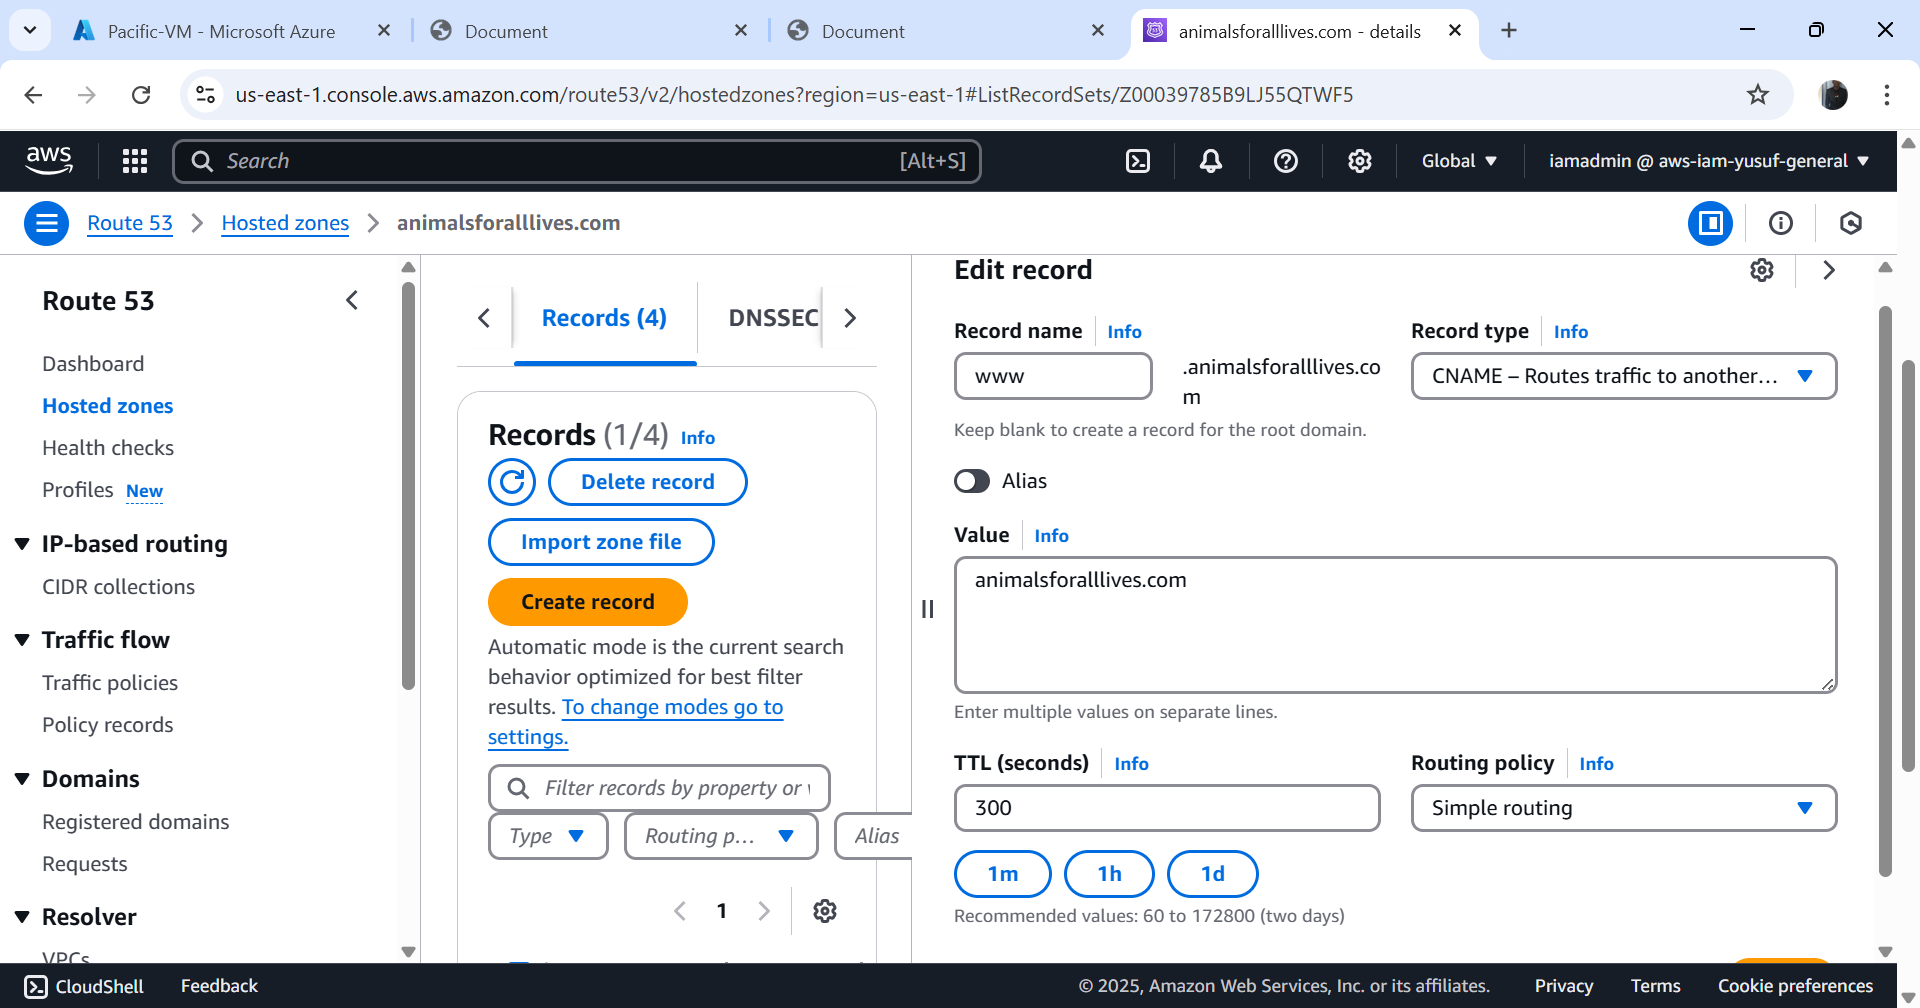 Pacific-VM - Microsoft Azure
Document
Document
animalsforalllives.com - details
us-east-1.console.aws.amazon.com/route53/v2/hostedzones?region=us-east-1#ListRecordSets/Z00039785B9LJ55QTWF5
aws
Search
[Alt+S]
Global
iamadmin @ aws-iam-yusuf-general
Route 53
Hosted zones
animalsforalllives.com
Route 53
Dashboard
Hosted zones
Health checks
Profiles New
IP-based routing
CIDR collections
Traffic flow
Traffic policies
Policy records
Domains
Registered domains
Requests
Resolver
VPCs
Records (4)
DNSSEC
Records (1/4) Info
Delete record
Import zone file
Create record
Automatic mode is the current search
behavior optimized for best filter
results. To change modes go to
settings.
Filter records by property or
Type
Routing p...
Alias
1
Edit record
Record name Info
www
.animalsforalllives.co
m
Keep blank to create a record for the root domain.
Record type Info
CNAME – Routes traffic to another...
Alias
Value Info
animalsforalllives.com
Enter multiple values on separate lines.
TTL (seconds) Info
300
1m
1h
1d
Recommended values: 60 to 172800 (two days)
Routing policy Info
Simple routing
CloudShell
Feedback
© 2025, Amazon Web Services, Inc. or its affiliates.
Privacy
Terms
Cookie preferences